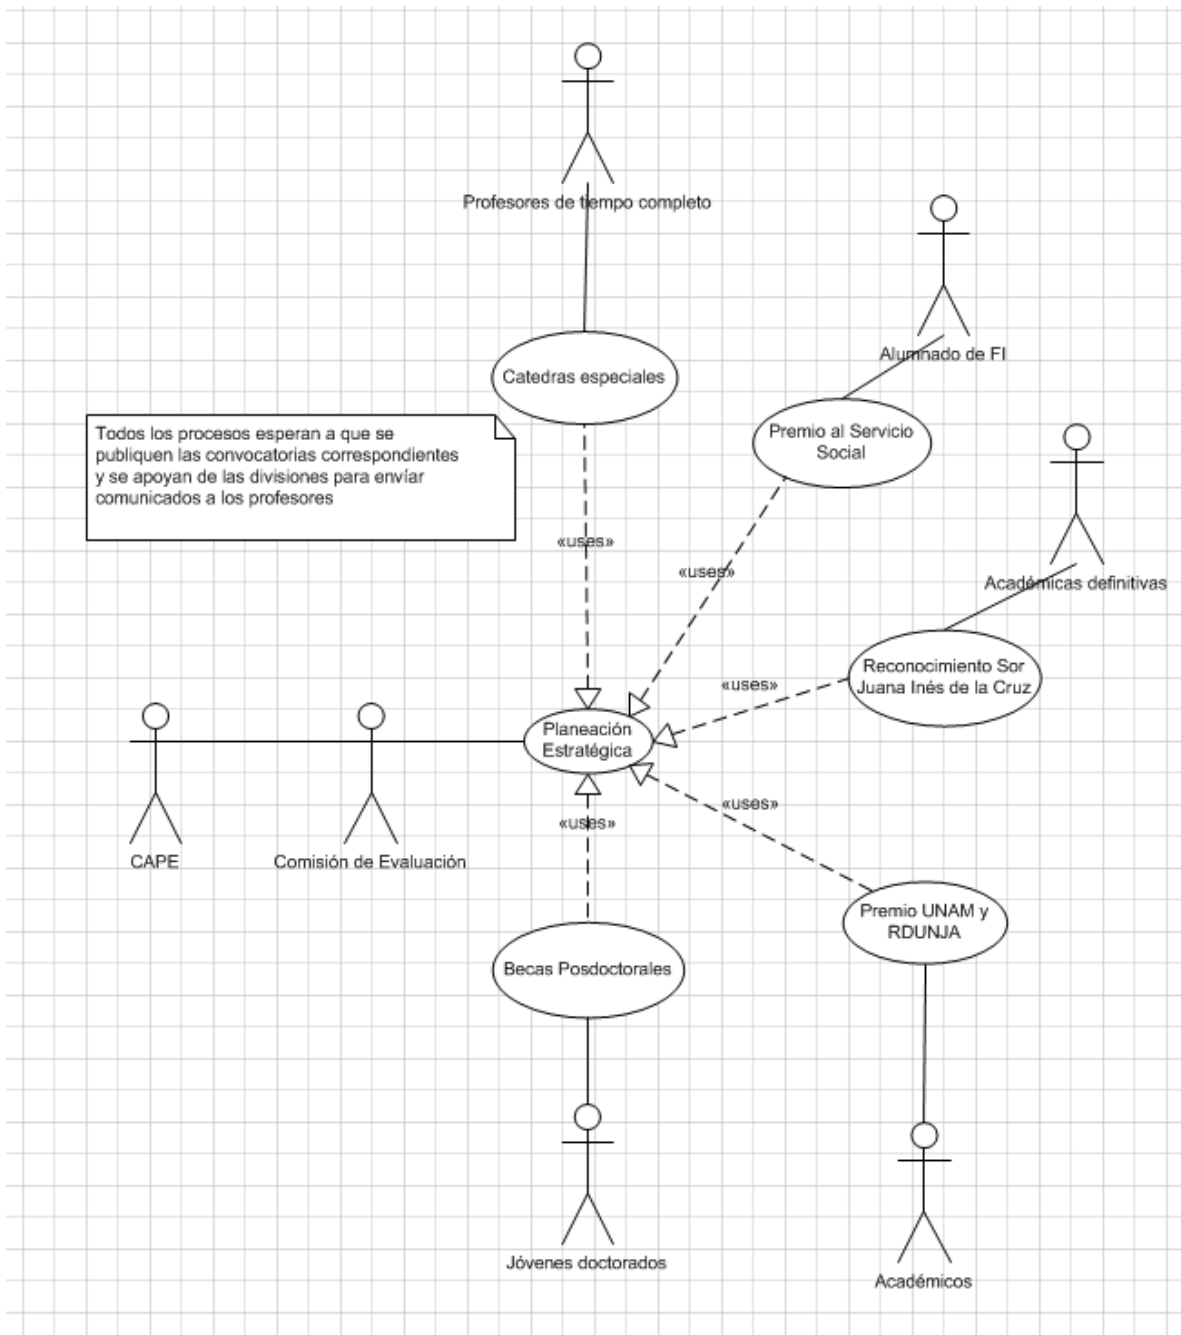 Profesores de tiempo completo
Alumnado de FI
Catedras especiales
Todos los procesos esperan a que se
publiquen las convocatorias correspondientes
y se apoyan de las divisiones para envíar
comunicados a los profesores
Premio al Servicio
Social
«uses»
«uses»
Académicas definitivas
Reconocimiento Sor
Juana Inés de la Cruz
«uses»
Planeación
Estratégica
«uses»
«uses»
CAPE
Comisión de Evaluación
Premio UNAM y
RDUNJA
Becas Posdoctorales
Jóvenes doctorados
Académicos